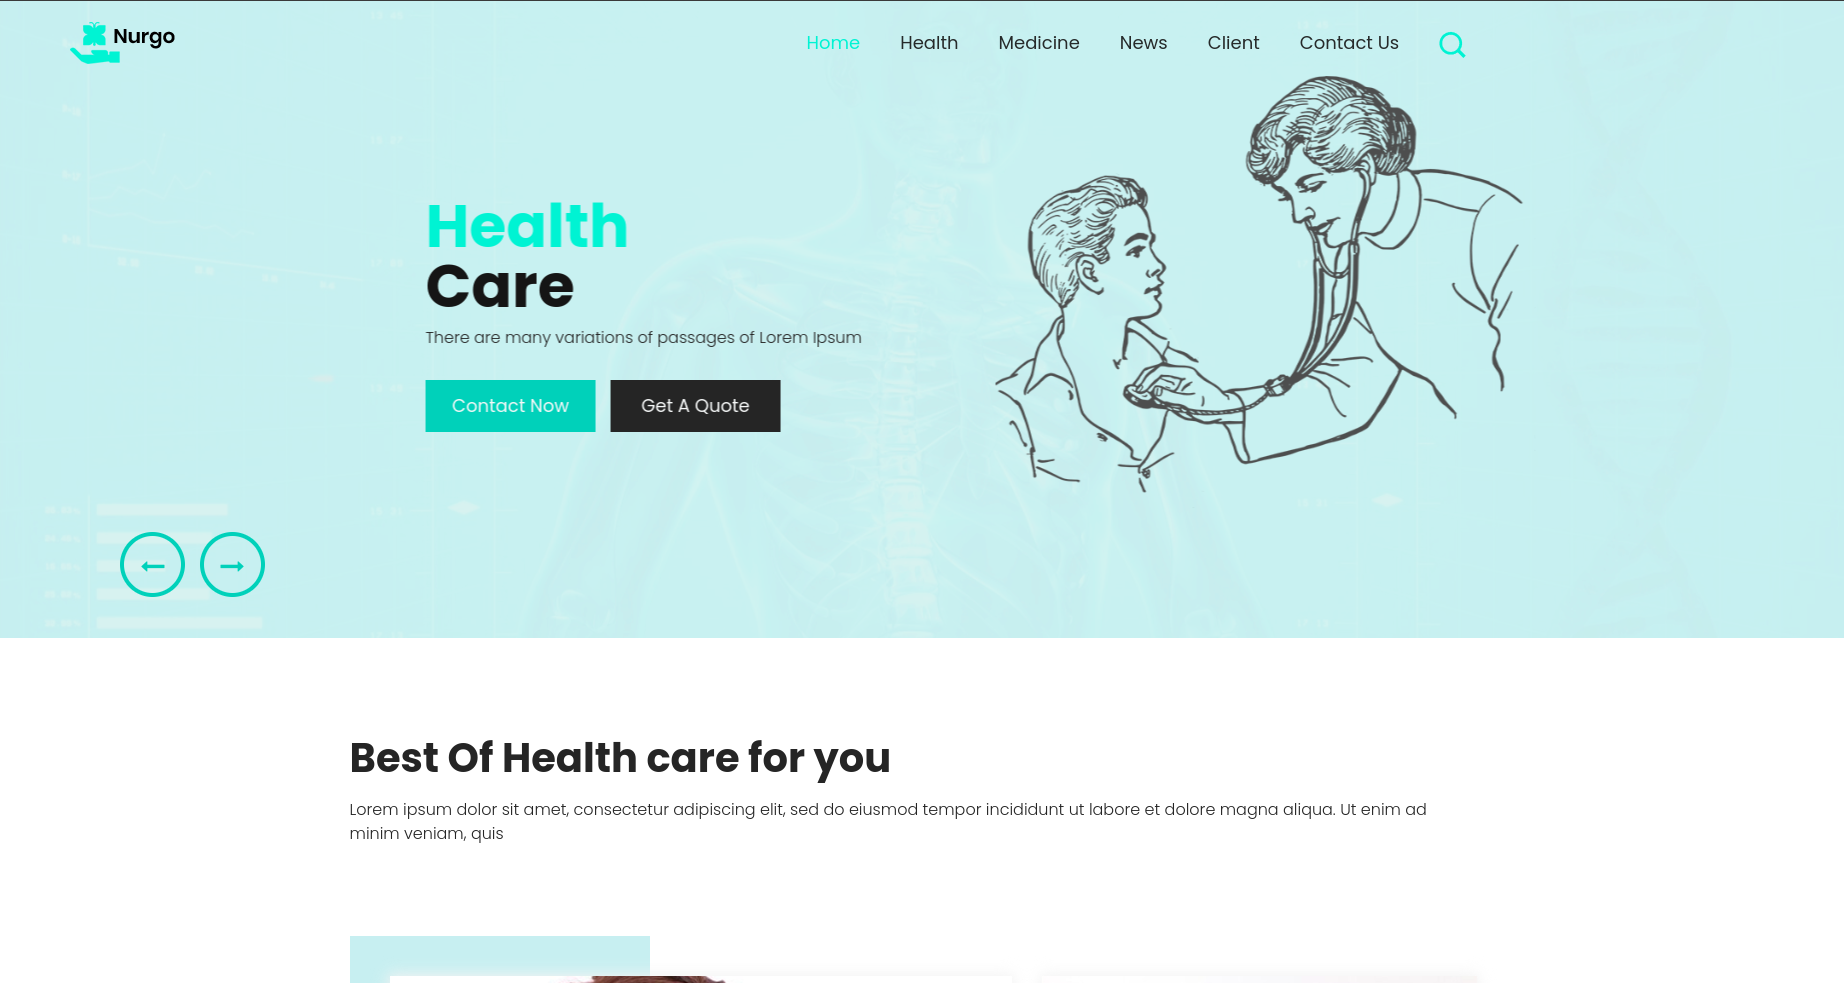 Nurgo
Home Health Medicine News Client Contact Us
Health
Care
There are many variations of passages of Lorem Ipsum
Contact Now Get A Quote
Best Of Health care for you
Lorem ipsum dolor sit amet, consectetur adipiscing elit, sed do eiusmod tempor incididunt ut labore et dolore magna aliqua. Ut enim ad
minim veniam, quis